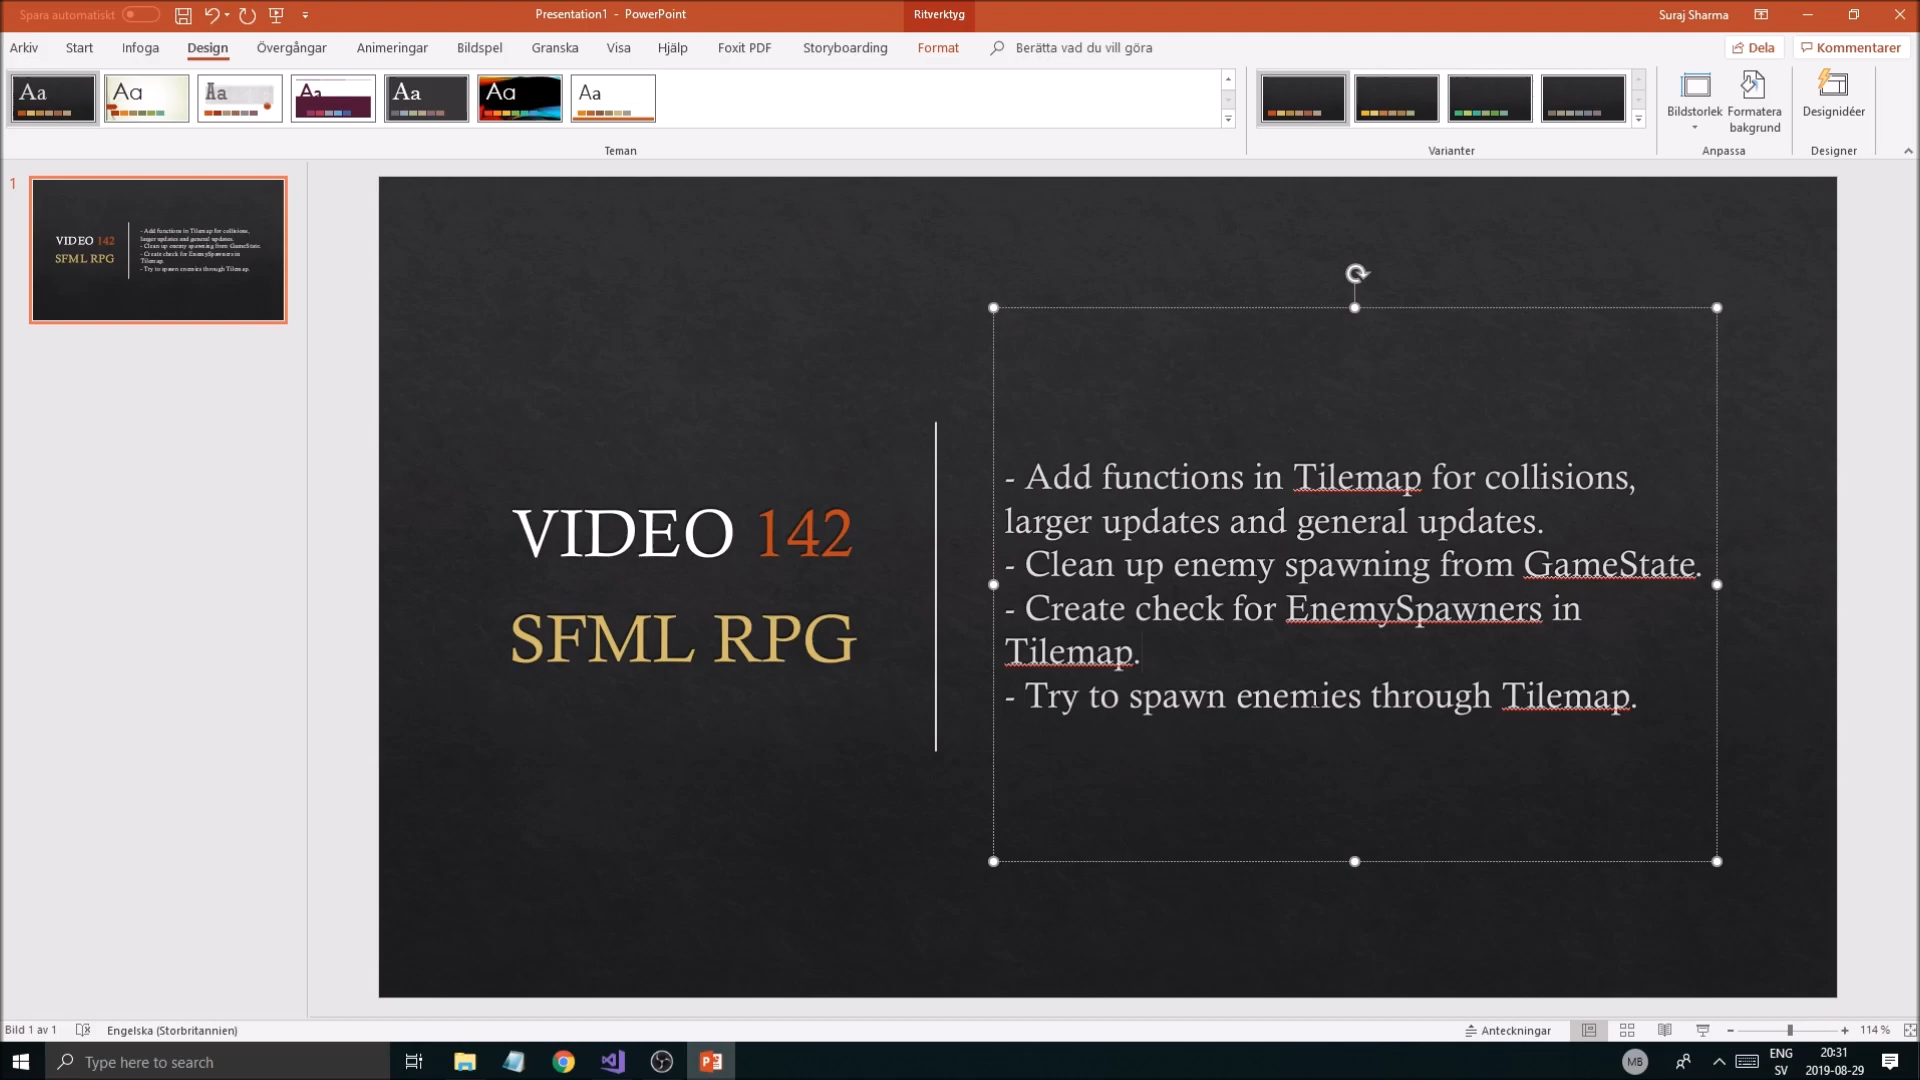 Spara automatiskt
Presentation1 - PowerPoint
Ritverktyg
Suraj Sharma
Arkiv Start Infoga Design Övergångar Animeringar Bildspel Granska Visa Hjälp Foxit PDF Storyboarding Format Berätta vad du vill göra Dela Kommentarer
Aa Aa Aa Aa Aa Aa Aa
Bildstorlek Formatera bakgrund Designidéer
Teman Varianter Anpassa Designer
1
VIDEO 142
SFML RPG
- Add functions in Tilemap for collisions,
larger updates and general updates.
- Clean up enemy spawning from GameState.
- Create check for EnemySpawners in
Tilemap.
- Try to spawn enemies through Tilemap.
VIDEO 142
SFML RPG
- Add functions in Tilemap for collisions,
larger updates and general updates.
- Clean up enemy spawning from GameState.
- Create check for EnemySpawners in
Tilemap.
- Try to spawn enemies through Tilemap.
Bild 1 av 1 Engelska (Storbritannien) Anteckningar 114 %
Type here to search
MB
ENG
SV
20:31
2019-08-29